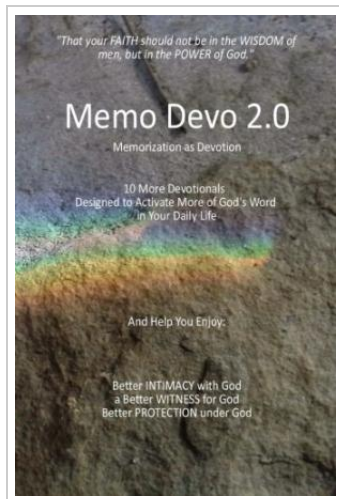 "That your FAITH should not be in the WISDOM of
men, but in the POWER of God."
Memo Devo 2.0
Memorization as Devotion
10 More Devotionals
Designed to Activate More of God's Word
in Your Daily Life
And Help You Enjoy:
Better INTIMACY with God
a Better WITNESS for God
Better PROTECTION under God